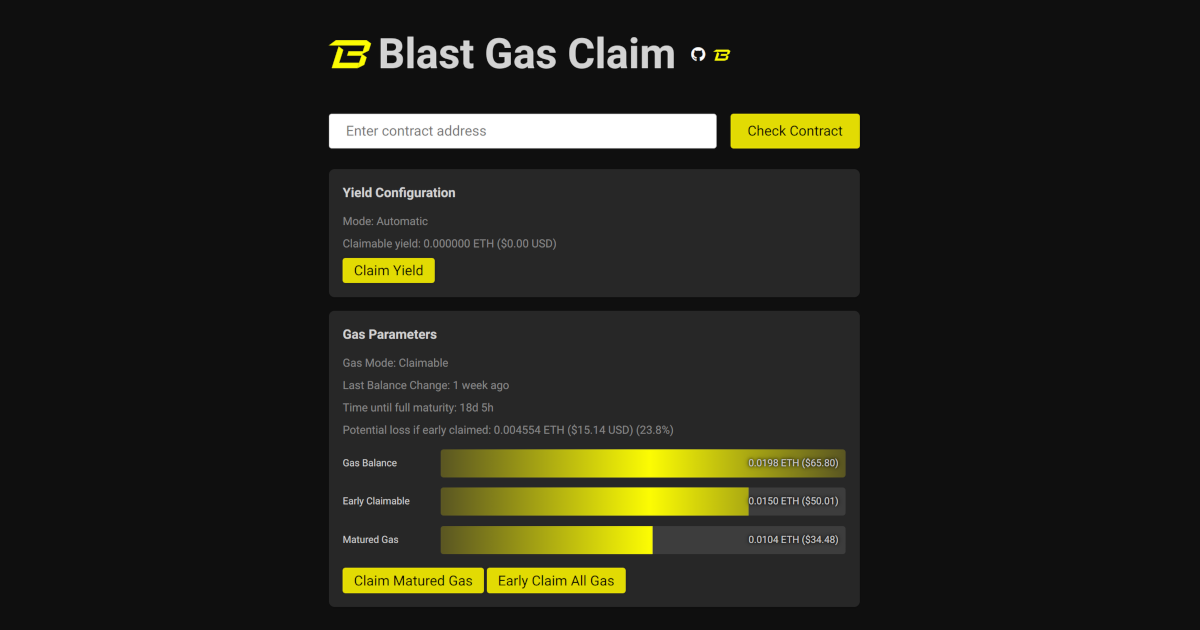 Blast Gas Claim
Enter contract address
Check Contract
Yield Configuration
Mode: Automatic
Claimable yield: 0.000000 ETH ($0.00 USD)
Claim Yield
Gas Parameters
Gas Mode: Claimable
Last Balance Change: 1 week ago
Time until full maturity: 18d 5h
Potential loss if early claimed: 0.004554 ETH ($15.14 USD) (23.8%)
Gas Balance 0.0198 ETH ($65.80)
Early Claimable 0.0150 ETH ($50.01)
Matured Gas 0.0104 ETH ($34.48)
Claim Matured Gas Early Claim All Gas